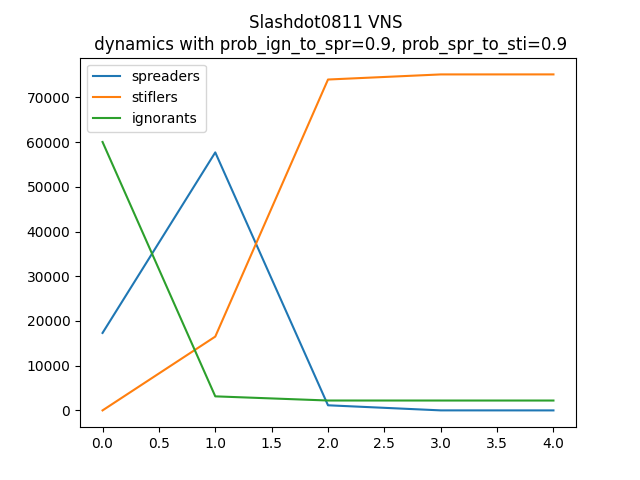 Slashdot0811 VNS
dynamics with prob_ign_to_spr=0.9, prob_spr_to_sti=0.9
spreaders
stiflers
ignorants
70000
60000
50000
40000
30000
20000
10000
0
0.0 0.5 1.0 1.5 2.0 2.5 3.0 3.5 4.0